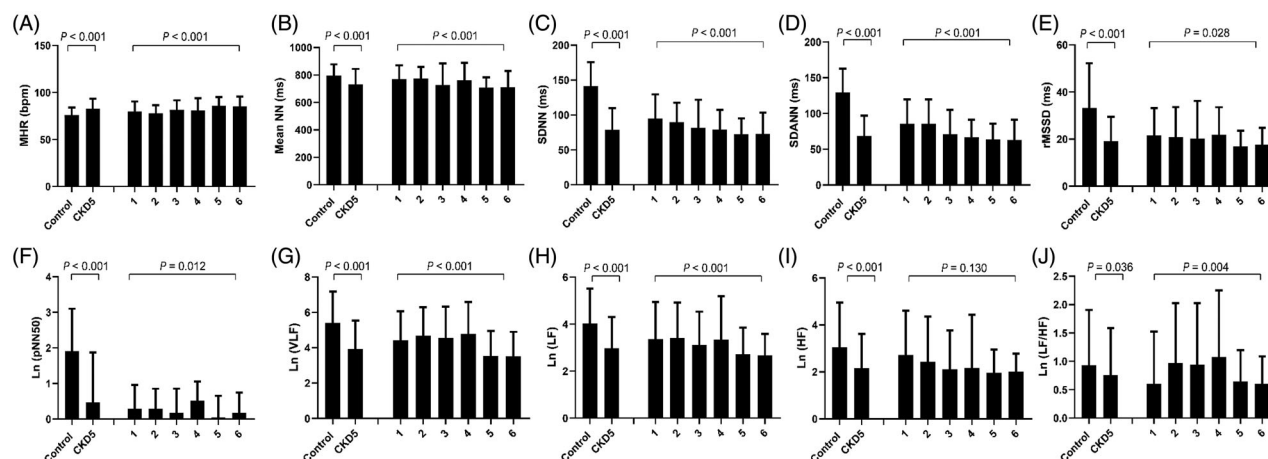 (A)
P < 0.001
P < 0.001
MHR (bpm)
150
100
50
0
Control
CKD5
1
2
3
4
5
6
(B)
P < 0.001
P < 0.001
Mean NN (ms)
1000
800
600
400
200
0
Control
CKD5
1
2
3
4
5
6
(C)
P < 0.001
P < 0.001
SDNN (ms)
200
150
100
50
0
Control
CKD5
1
2
3
4
5
6
(D)
P < 0.001
P < 0.001
SDANN (ms)
200
150
100
50
0
Control
CKD5
1
2
3
4
5
6
(E)
P < 0.001
P = 0.028
rMSSD (ms)
60
40
20
0
Control
CKD5
1
2
3
4
5
6
(F)
P < 0.001
P = 0.012
Ln (pNN50)
4
3
2
1
0
Control
CKD5
1
2
3
4
5
6
(G)
P < 0.001
P < 0.001
Ln (VLF)
8
6
4
2
0
Control
CKD5
1
2
3
4
5
6
(H)
P < 0.001
P < 0.001
Ln (LF)
8
6
4
2
0
Control
CKD5
1
2
3
4
5
6
(I)
P < 0.001
P = 0.130
Ln (HF)
6
4
2
0
Control
CKD5
1
2
3
4
5
6
(J)
P = 0.036
P = 0.004
Ln (LF/HF)
2.5
2.0
1.5
1.0
0.5
0.0
Control
CKD5
1
2
3
4
5
6